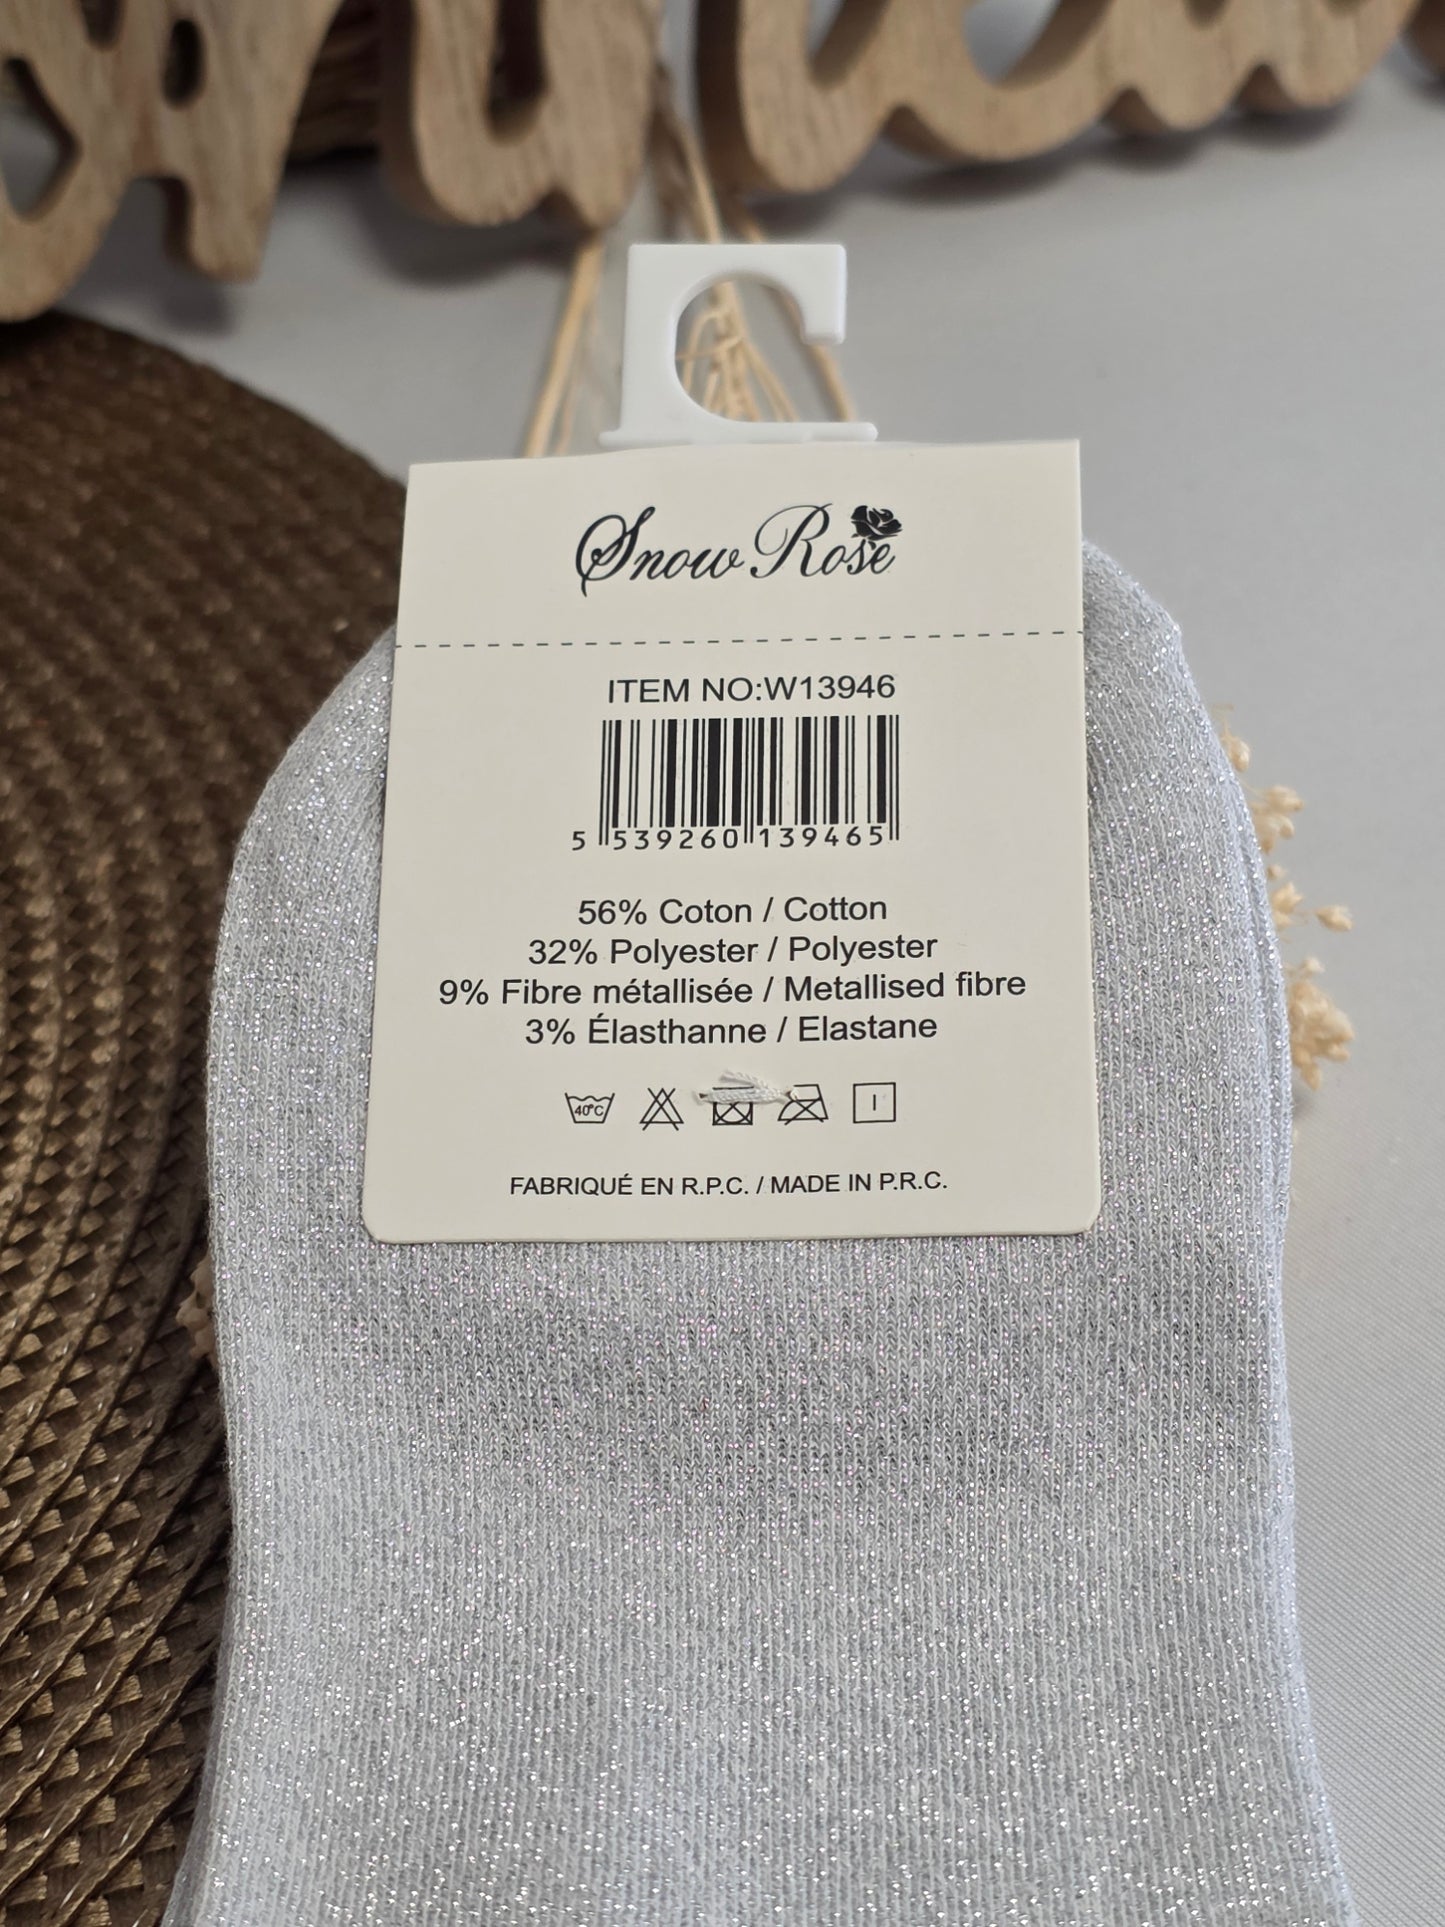 Snow Rose
ITEM NO:W13946
5 539260 139465
56% Coton / Cotton
32% Polyester / Polyester
9% Fibre métallisée / Metallised fibre
3% Élasthanne / Elastane
40°C
FABRIQUÉ EN R.P.C. / MADE IN P.R.C.